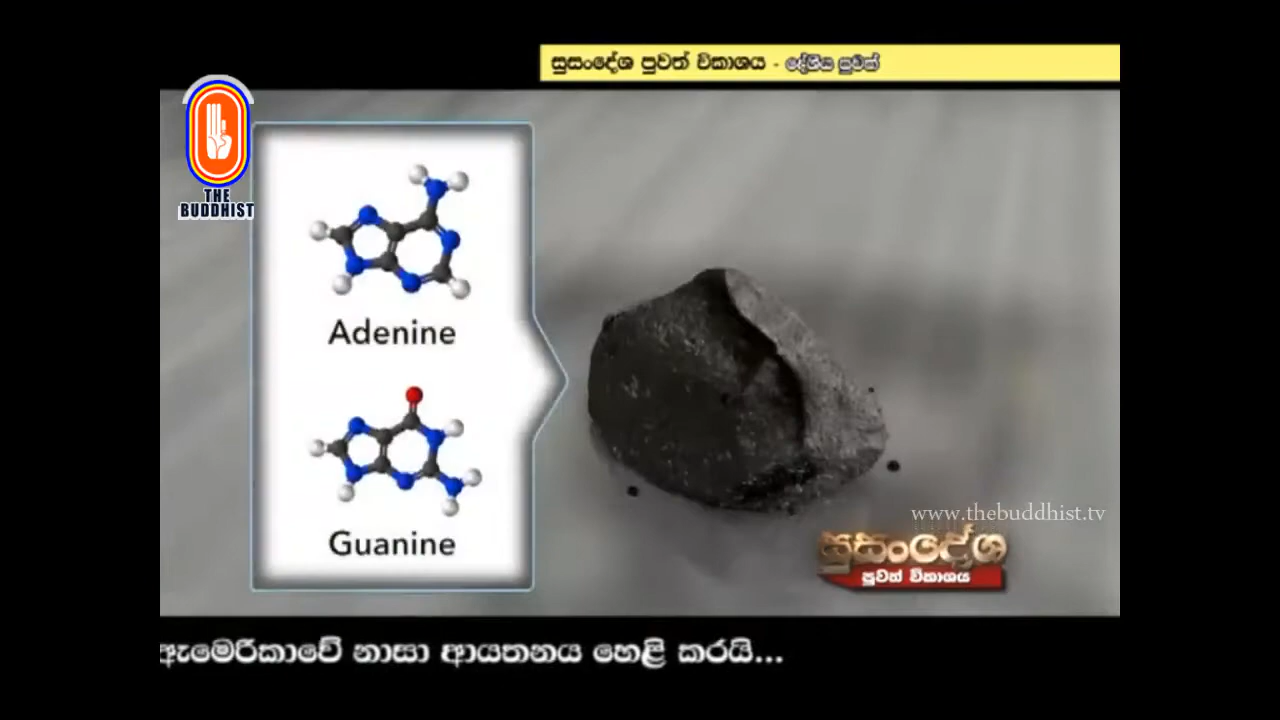 සුසංදේශ පුවත් විකාශය - දේශීය පුවත්
THE
BUDDHIST
Adenine
Guanine
www.thebuddhist.tv
සුසංදේශ
පුවත් විකාශය
ඇමෙරිකාවේ නාසා ආයතනය හෙළි කරයි...